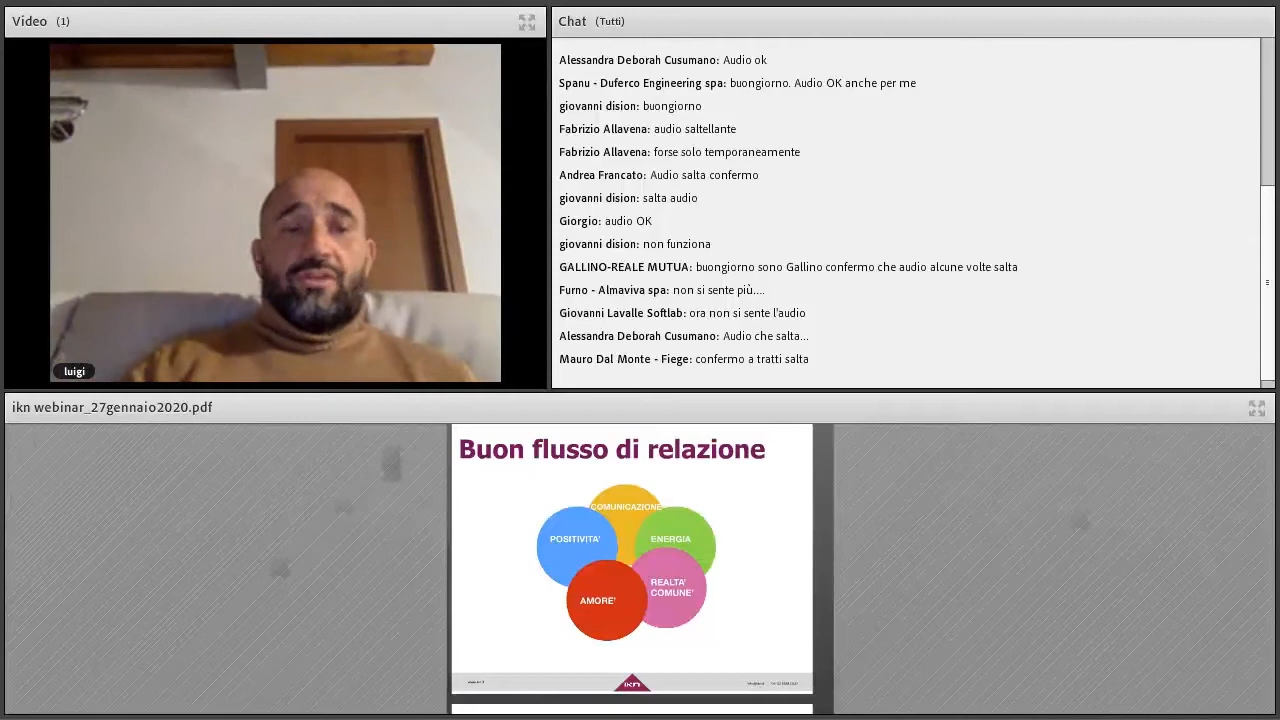 Video (1)
luigi
Chat (Tutti)
Alessandra Deborah Cusumano: Audio ok
Spanu - Duferco Engineering spa: buongiorno. Audio OK anche per me
giovanni dision: buongiorno
Fabrizio Allavena: audio saltellante
Fabrizio Allavena: forse solo temporaneamente
Andrea Francato: Audio salta confermo
giovanni dision: salta audio
Giorgio: audio OK
giovanni dision: non funziona
GALLINO-REALE MUTUA: buongiorno sono Gallino confermo che audio alcune volte salta
Furno - Almaviva spa: non si sente più....
Giovanni Lavalle Softlab: ora non si sente l'audio
Alessandra Deborah Cusumano: Audio che salta...
Mauro Dal Monte - Fiege: confermo a tratti salta
ikn webinar_27gennaio2020.pdf
Buon flusso di relazione
COMUNICAZIONE
POSITIVITA'
ENERGIA
REALTA'
COMUNE'
AMORE'
ikn